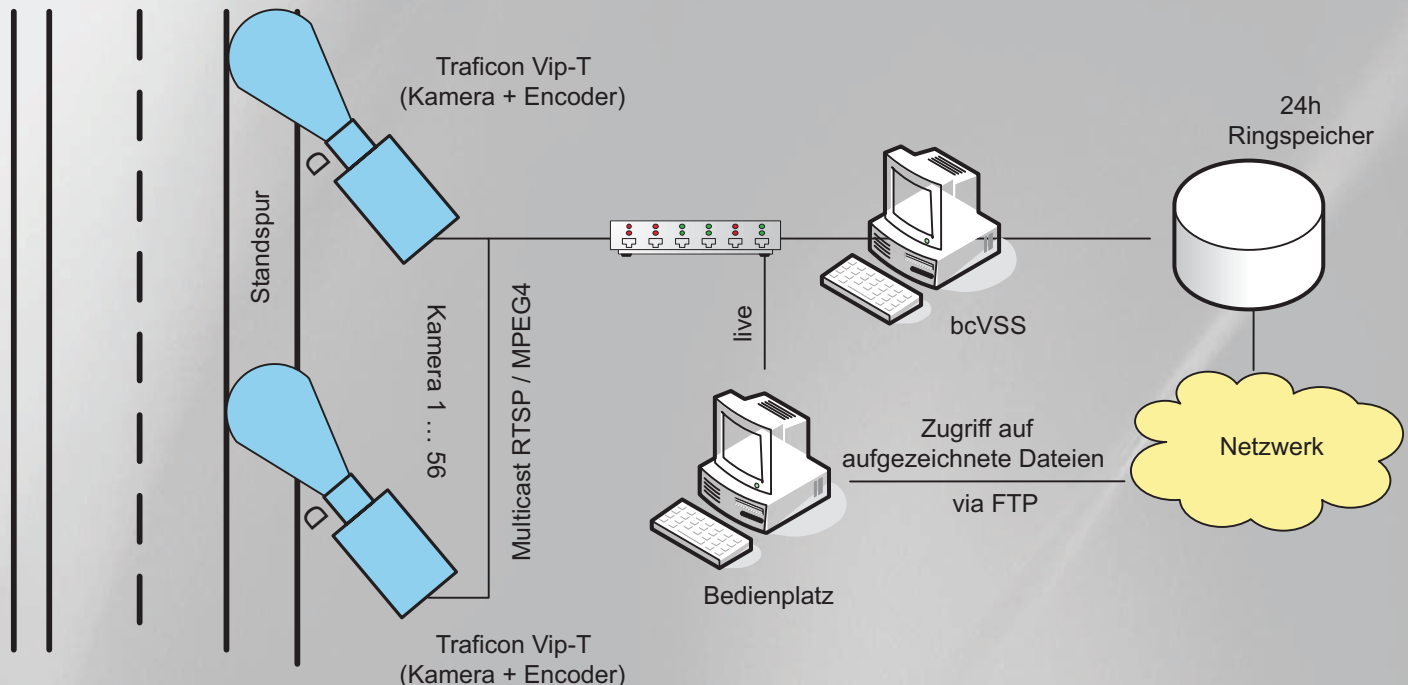 Traficon Vip-T
(Kamera + Encoder)
24h
Ringspeicher
Standspur
Kamera 1 .... 56
Multicast RTSP / MPEG4
live
bcVSS
Zugriff auf
aufgezeichnete Dateien
via FTP
Netzwerk
Bedienplatz
Traficon Vip-T
(Kamera + Encoder)